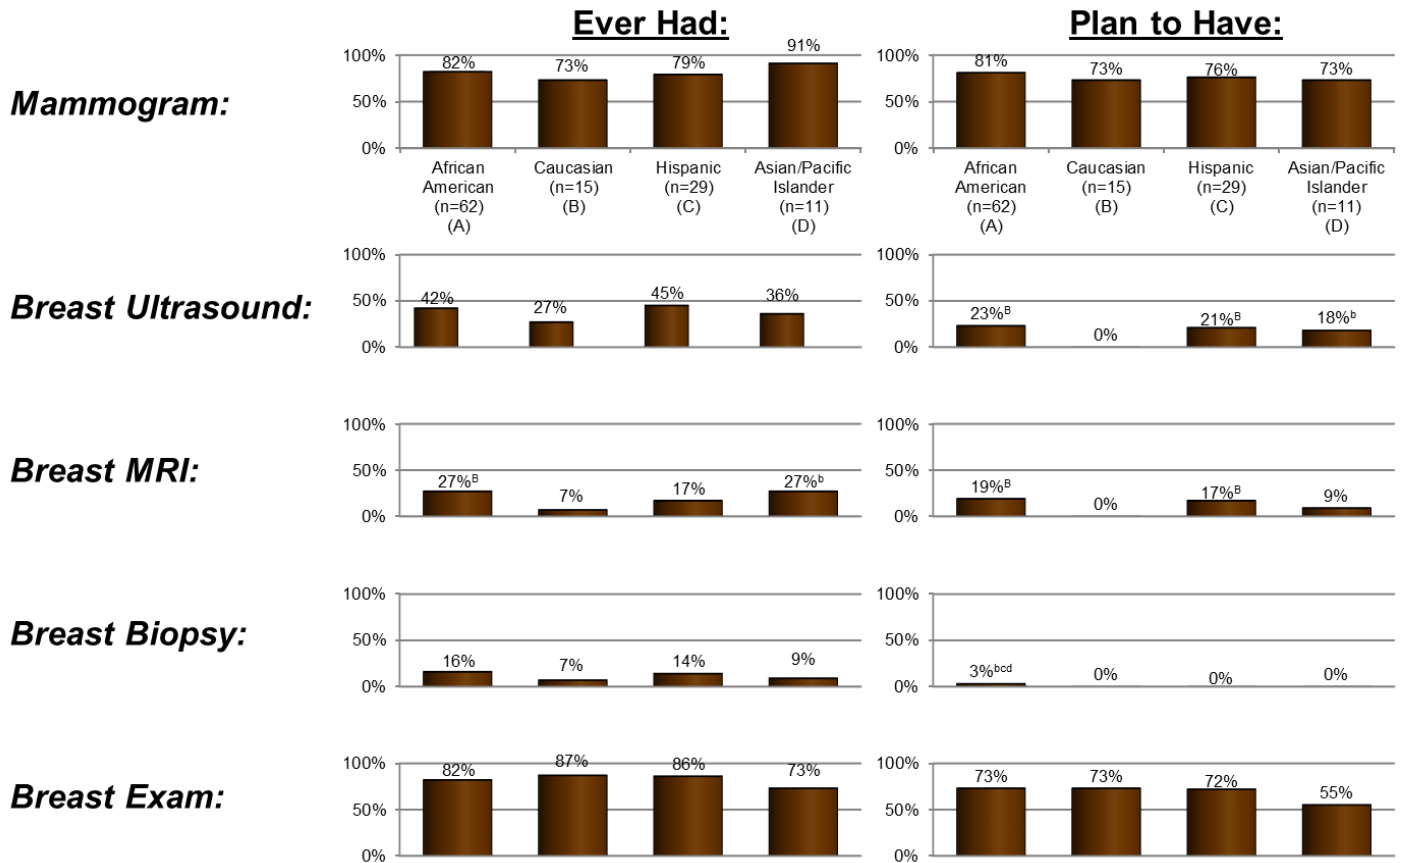 Ever Had:
Plan to Have:
Mammogram:
100%
50%
0%
82%
73%
79%
91%
African
American
(n=62)
(A)
Caucasian
(n=15)
(B)
Hispanic
(n=29)
(C)
Asian/Pacific
Islander
(n=11)
(D)
100%
50%
0%
81%
73%
76%
73%
African
American
(n=62)
(A)
Caucasian
(n=15)
(B)
Hispanic
(n=29)
(C)
Asian/Pacific
Islander
(n=11)
(D)
Breast Ultrasound:
100%
50%
0%
42%
27%
45%
36%
100%
50%
0%
23%ᴮ
0%
21%ᴮ
18%ᵇ
Breast MRI:
100%
50%
0%
27%ᴮ
7%
17%
27%ᵇ
100%
50%
0%
19%ᴮ
0%
17%ᴮ
9%
Breast Biopsy:
100%
50%
0%
16%
7%
14%
9%
100%
50%
0%
3%ᵇᶜᵈ
0%
0%
0%
Breast Exam:
100%
50%
0%
82%
87%
86%
73%
100%
50%
0%
73%
73%
72%
55%